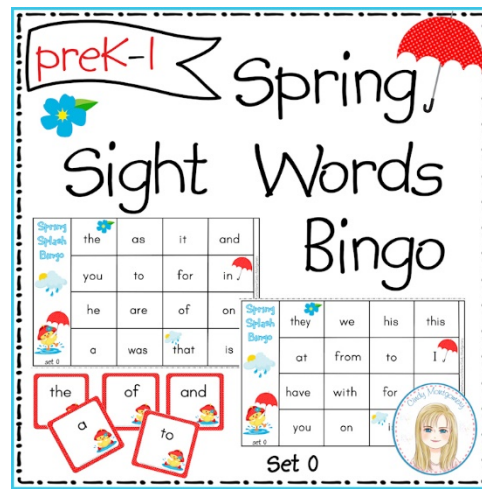 preK-1
Spring
Sight Words
Bingo
Spring
Splash
Bingo
the as it and
you to for in
he are of on
a was that is
set 0
Spring
Splash
Bingo
they we his this
at from to I
have with for
you on
set 0
the of and
a to
Set 0
Cindy Montgomery